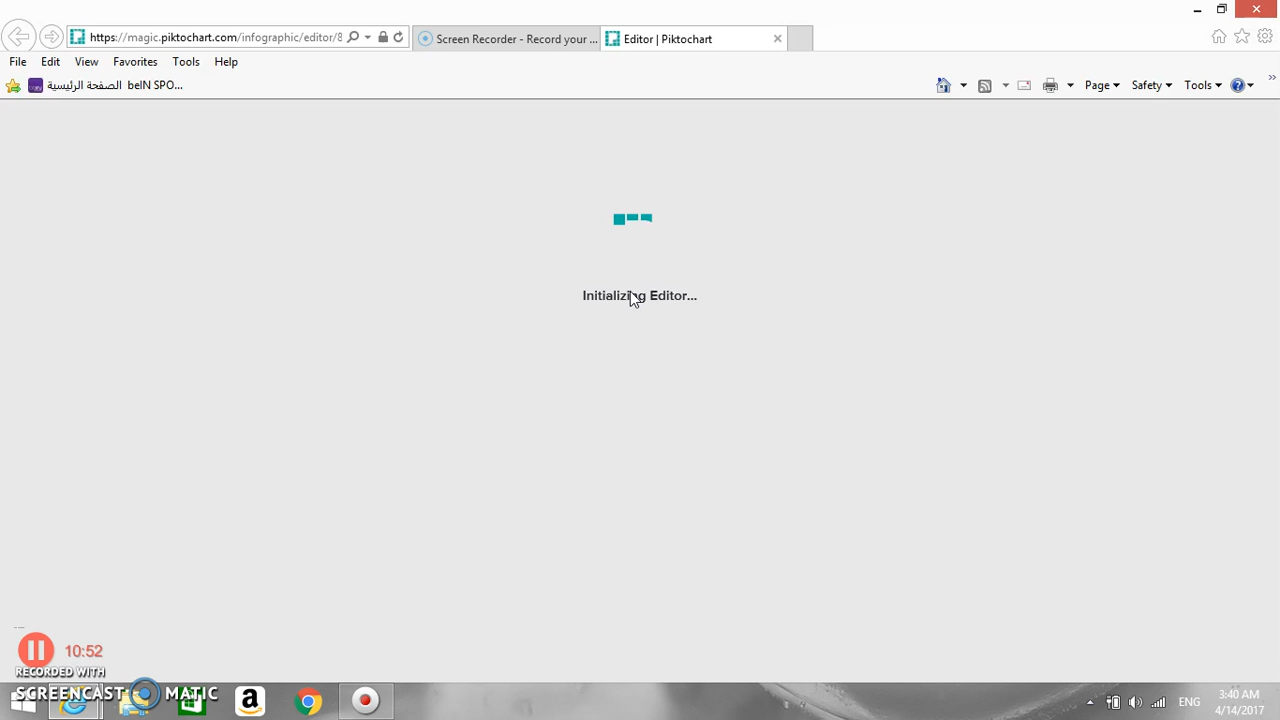 https://magic.piktochart.com/infographic/editor/8
Screen Recorder - Record your ...
Editor | Piktochart
File Edit View Favorites Tools Help
الصفحة الرئيسية beIN SPO...
Page Safety Tools
Initializing Editor...
10:52
RECORDED WITH
SCREENCAST MATIC
a
ENG
3:40 AM
4/14/2017